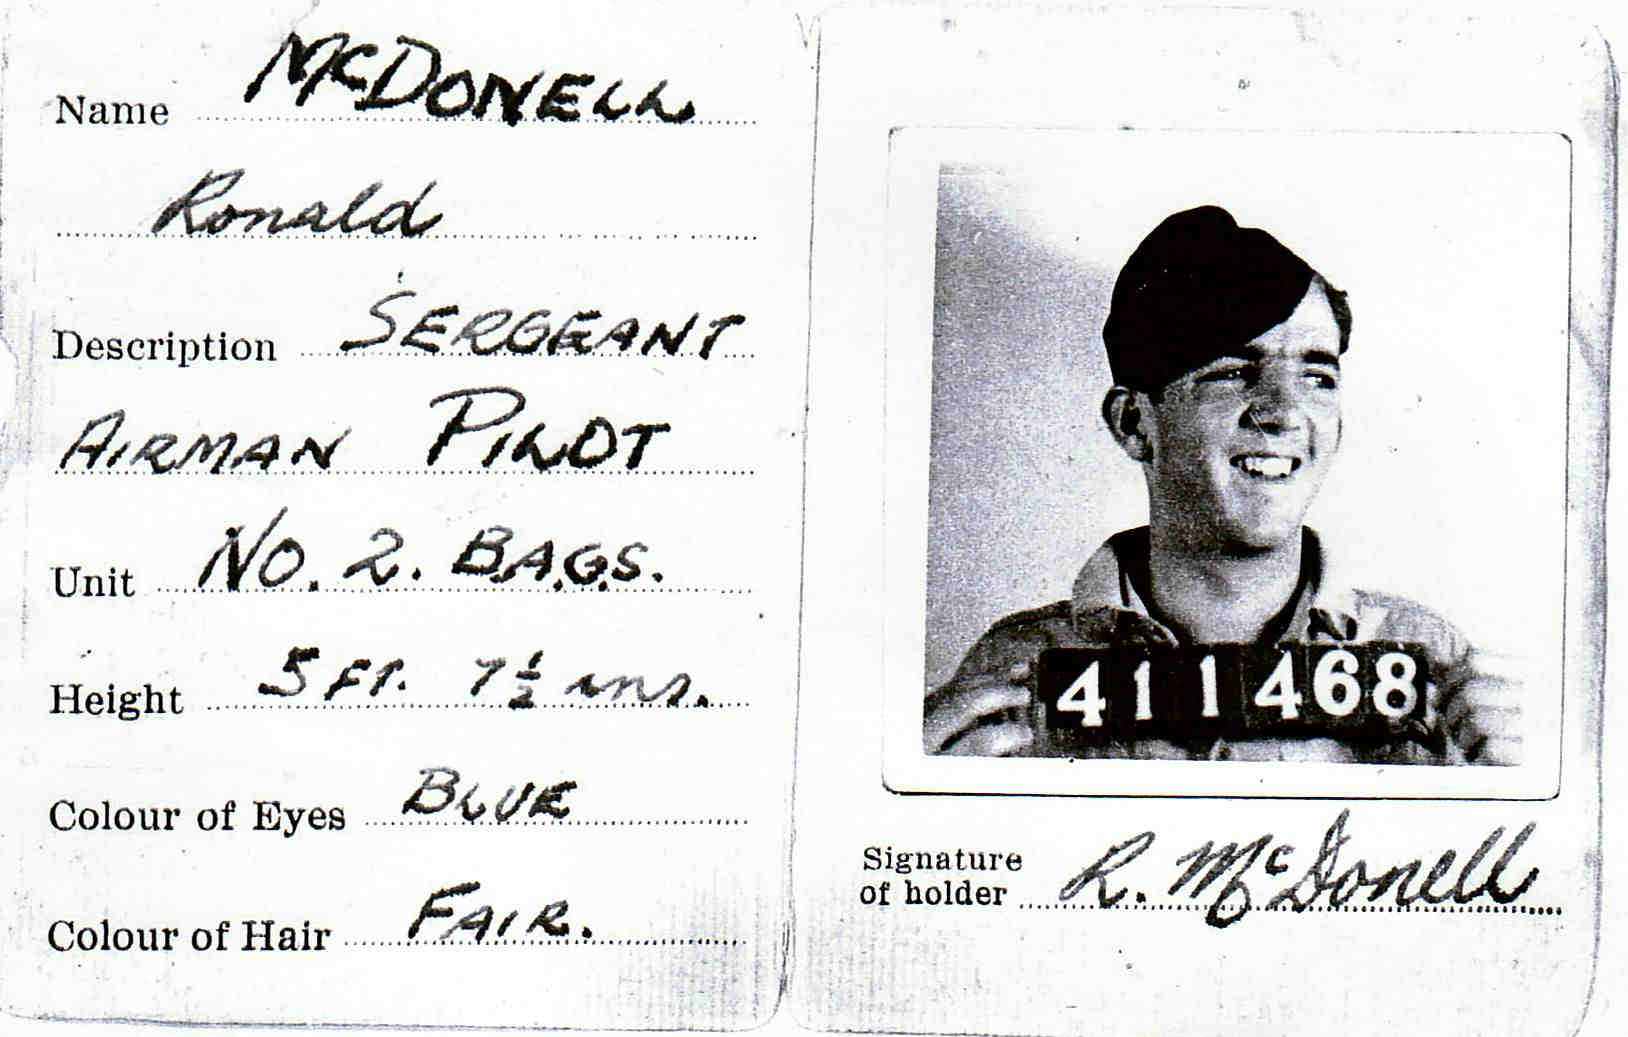 Name McDONELL
Ronald
Description SERGEANT
AIRMAN PILOT
Unit NO. 2. B.A.G.S.
Height 5 FT. 7½ ins.
Colour of Eyes BLUE
Colour of Hair FAIR.
411468
Signature
of holder R. McDonell